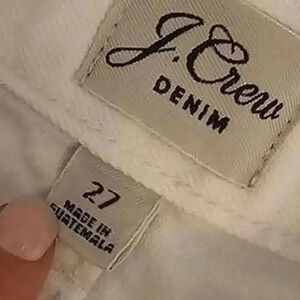 J.Crew
DENIM
27
MADE IN
GUATEMALA